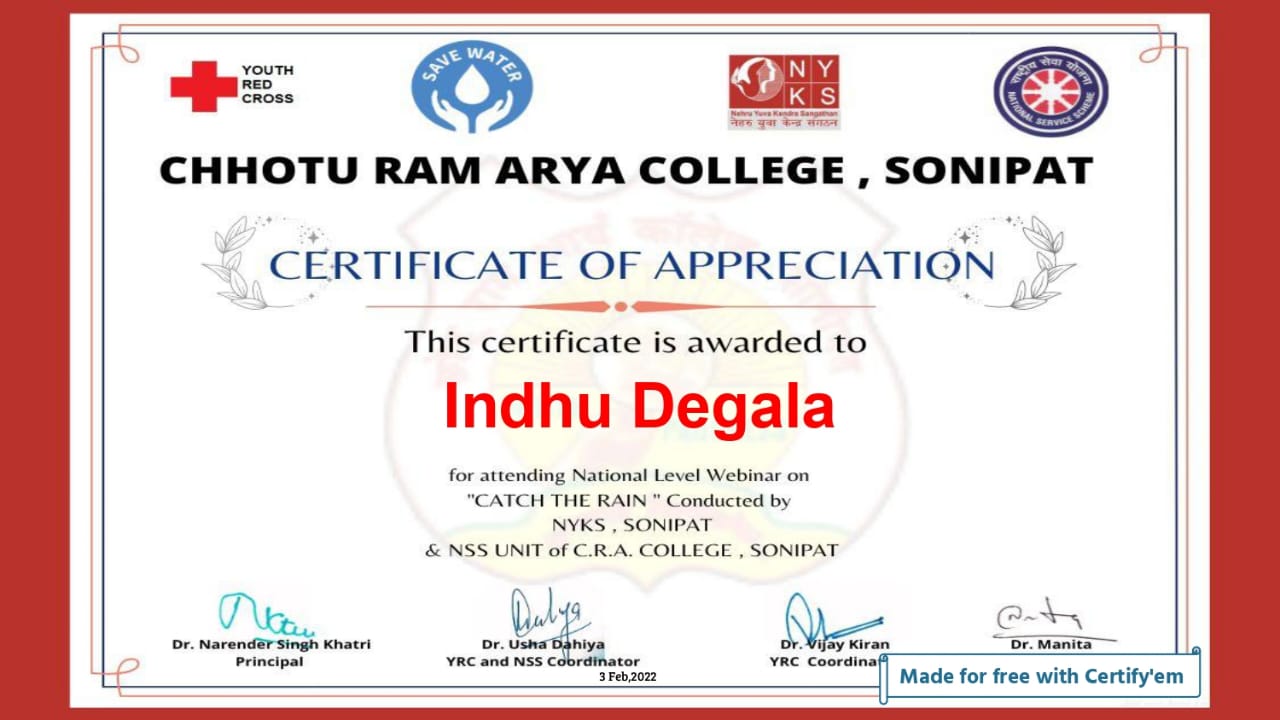 YOUTH
RED
CROSS
SAVE WATER
N Y
K S
Nehru Yuva Kendra Sangathan
नेहरु युवा केन्द्र संगठन
राष्ट्रीय सेवा योजना
NATIONAL SERVICE SCHEME
CHHOTU RAM ARYA COLLEGE , SONIPAT
CERTIFICATE OF APPRECIATION
This certificate is awarded to
Indhu Degala
for attending National Level Webinar on
"CATCH THE RAIN " Conducted by
NYKS , SONIPAT
& NSS UNIT of C.R.A. COLLEGE , SONIPAT
Dr. Narender Singh Khatri
Principal
Dr. Usha Dahiya
YRC and NSS Coordinator
3 Feb,2022
Dr. Vijay Kiran
YRC Coordina
Dr. Manita
Made for free with Certify'em